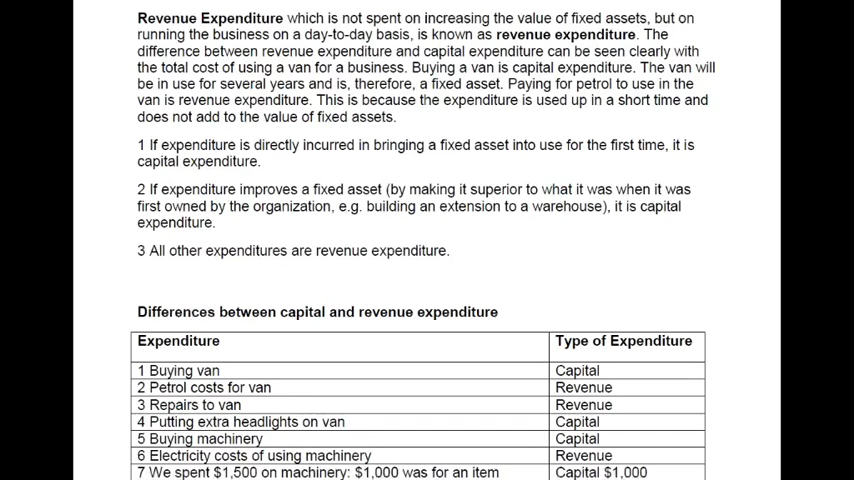 Revenue Expenditure which is not spent on increasing the value of fixed assets, but on
running the business on a day-to-day basis, is known as revenue expenditure. The
difference between revenue expenditure and capital expenditure can be seen clearly with
the total cost of using a van for a business. Buying a van is capital expenditure. The van will
be in use for several years and is, therefore, a fixed asset. Paying for petrol to use in the
van is revenue expenditure. This is because the expenditure is used up in a short time and
does not add to the value of fixed assets.
1 If expenditure is directly incurred in bringing a fixed asset into use for the first time, it is
capital expenditure.
2 If expenditure improves a fixed asset (by making it superior to what it was when it was
first owned by the organization, e.g. building an extension to a warehouse), it is capital
expenditure.
3 All other expenditures are revenue expenditure.
Differences between capital and revenue expenditure
Expenditure Type of Expenditure
1 Buying van Capital
2 Petrol costs for van Revenue
3 Repairs to van Revenue
4 Putting extra headlights on van Capital
5 Buying machinery Capital
6 Electricity costs of using machinery Revenue
7 We spent $1,500 on machinery: $1,000 was for an item Capital $1,000